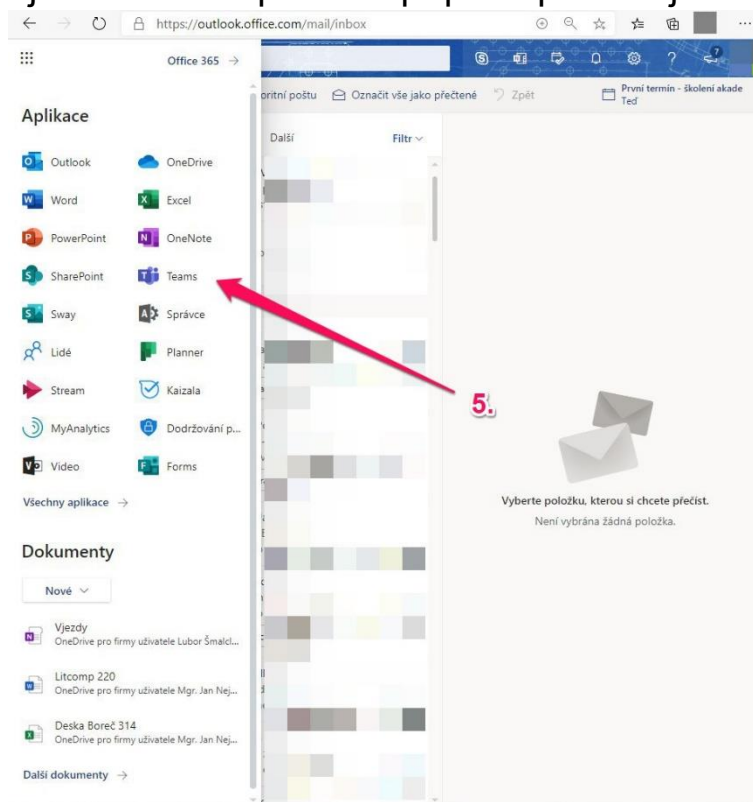 https://outlook.office.com/mail/inbox
Office 365 →
oritní poštu
Označit vše jako přečtené
Zpět
První termín - školení akade
Teď
Aplikace
Další
Filtr
Outlook
OneDrive
Word
Excel
PowerPoint
OneNote
SharePoint
Teams
Sway
Správce
Lidé
Planner
Stream
Kaizala
MyAnalytics
Dodržování p...
Video
Forms
Všechny aplikace →
5.
Vyberte položku, kterou si chcete přečíst.
Není vybrána žádná položka.
Dokumenty
Nové
Vjezdy
OneDrive pro firmy uživatele Lubor Šmalcl...
Litcomp 220
OneDrive pro firmy uživatele Mgr. Jan Nej...
Deska Boreč 314
OneDrive pro firmy uživatele Mgr. Jan Nej...
Další dokumenty →